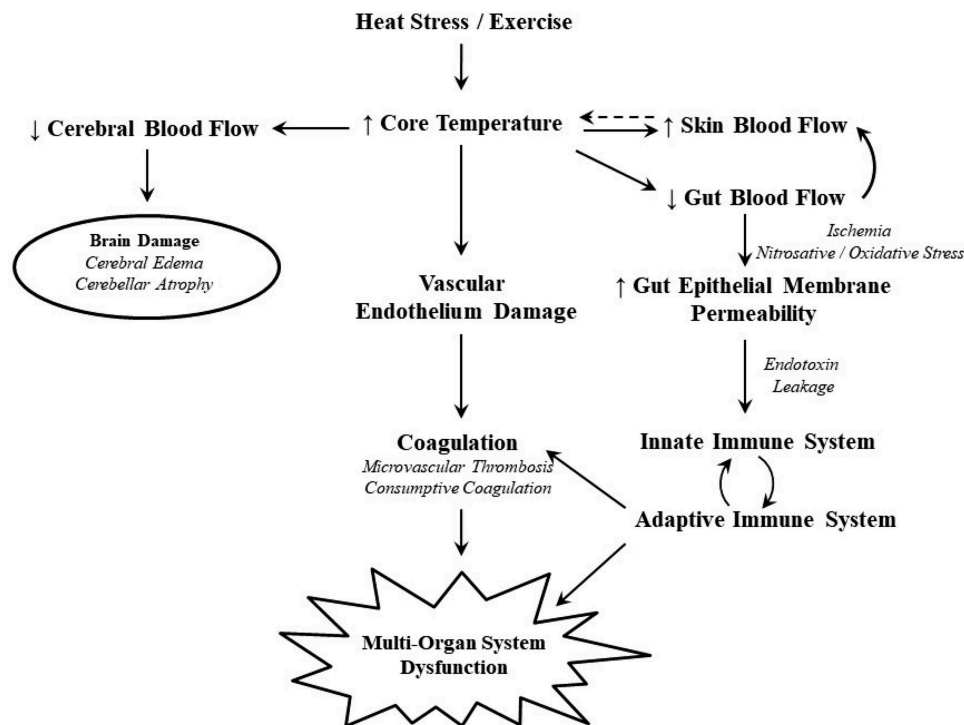 Heat Stress / Exercise
↓ Cerebral Blood Flow
↑ Core Temperature
↑ Skin Blood Flow
↓ Gut Blood Flow
Brain Damage
Cerebral Edema
Cerebellar Atrophy
Ischemia
Nitrosative / Oxidative Stress
Vascular
Endothelium Damage
↑ Gut Epithelial Membrane
Permeability
Endotoxin
Leakage
Coagulation
Microvascular Thrombosis
Consumptive Coagulation
Innate Immune System
Adaptive Immune System
Multi-Organ System
Dysfunction